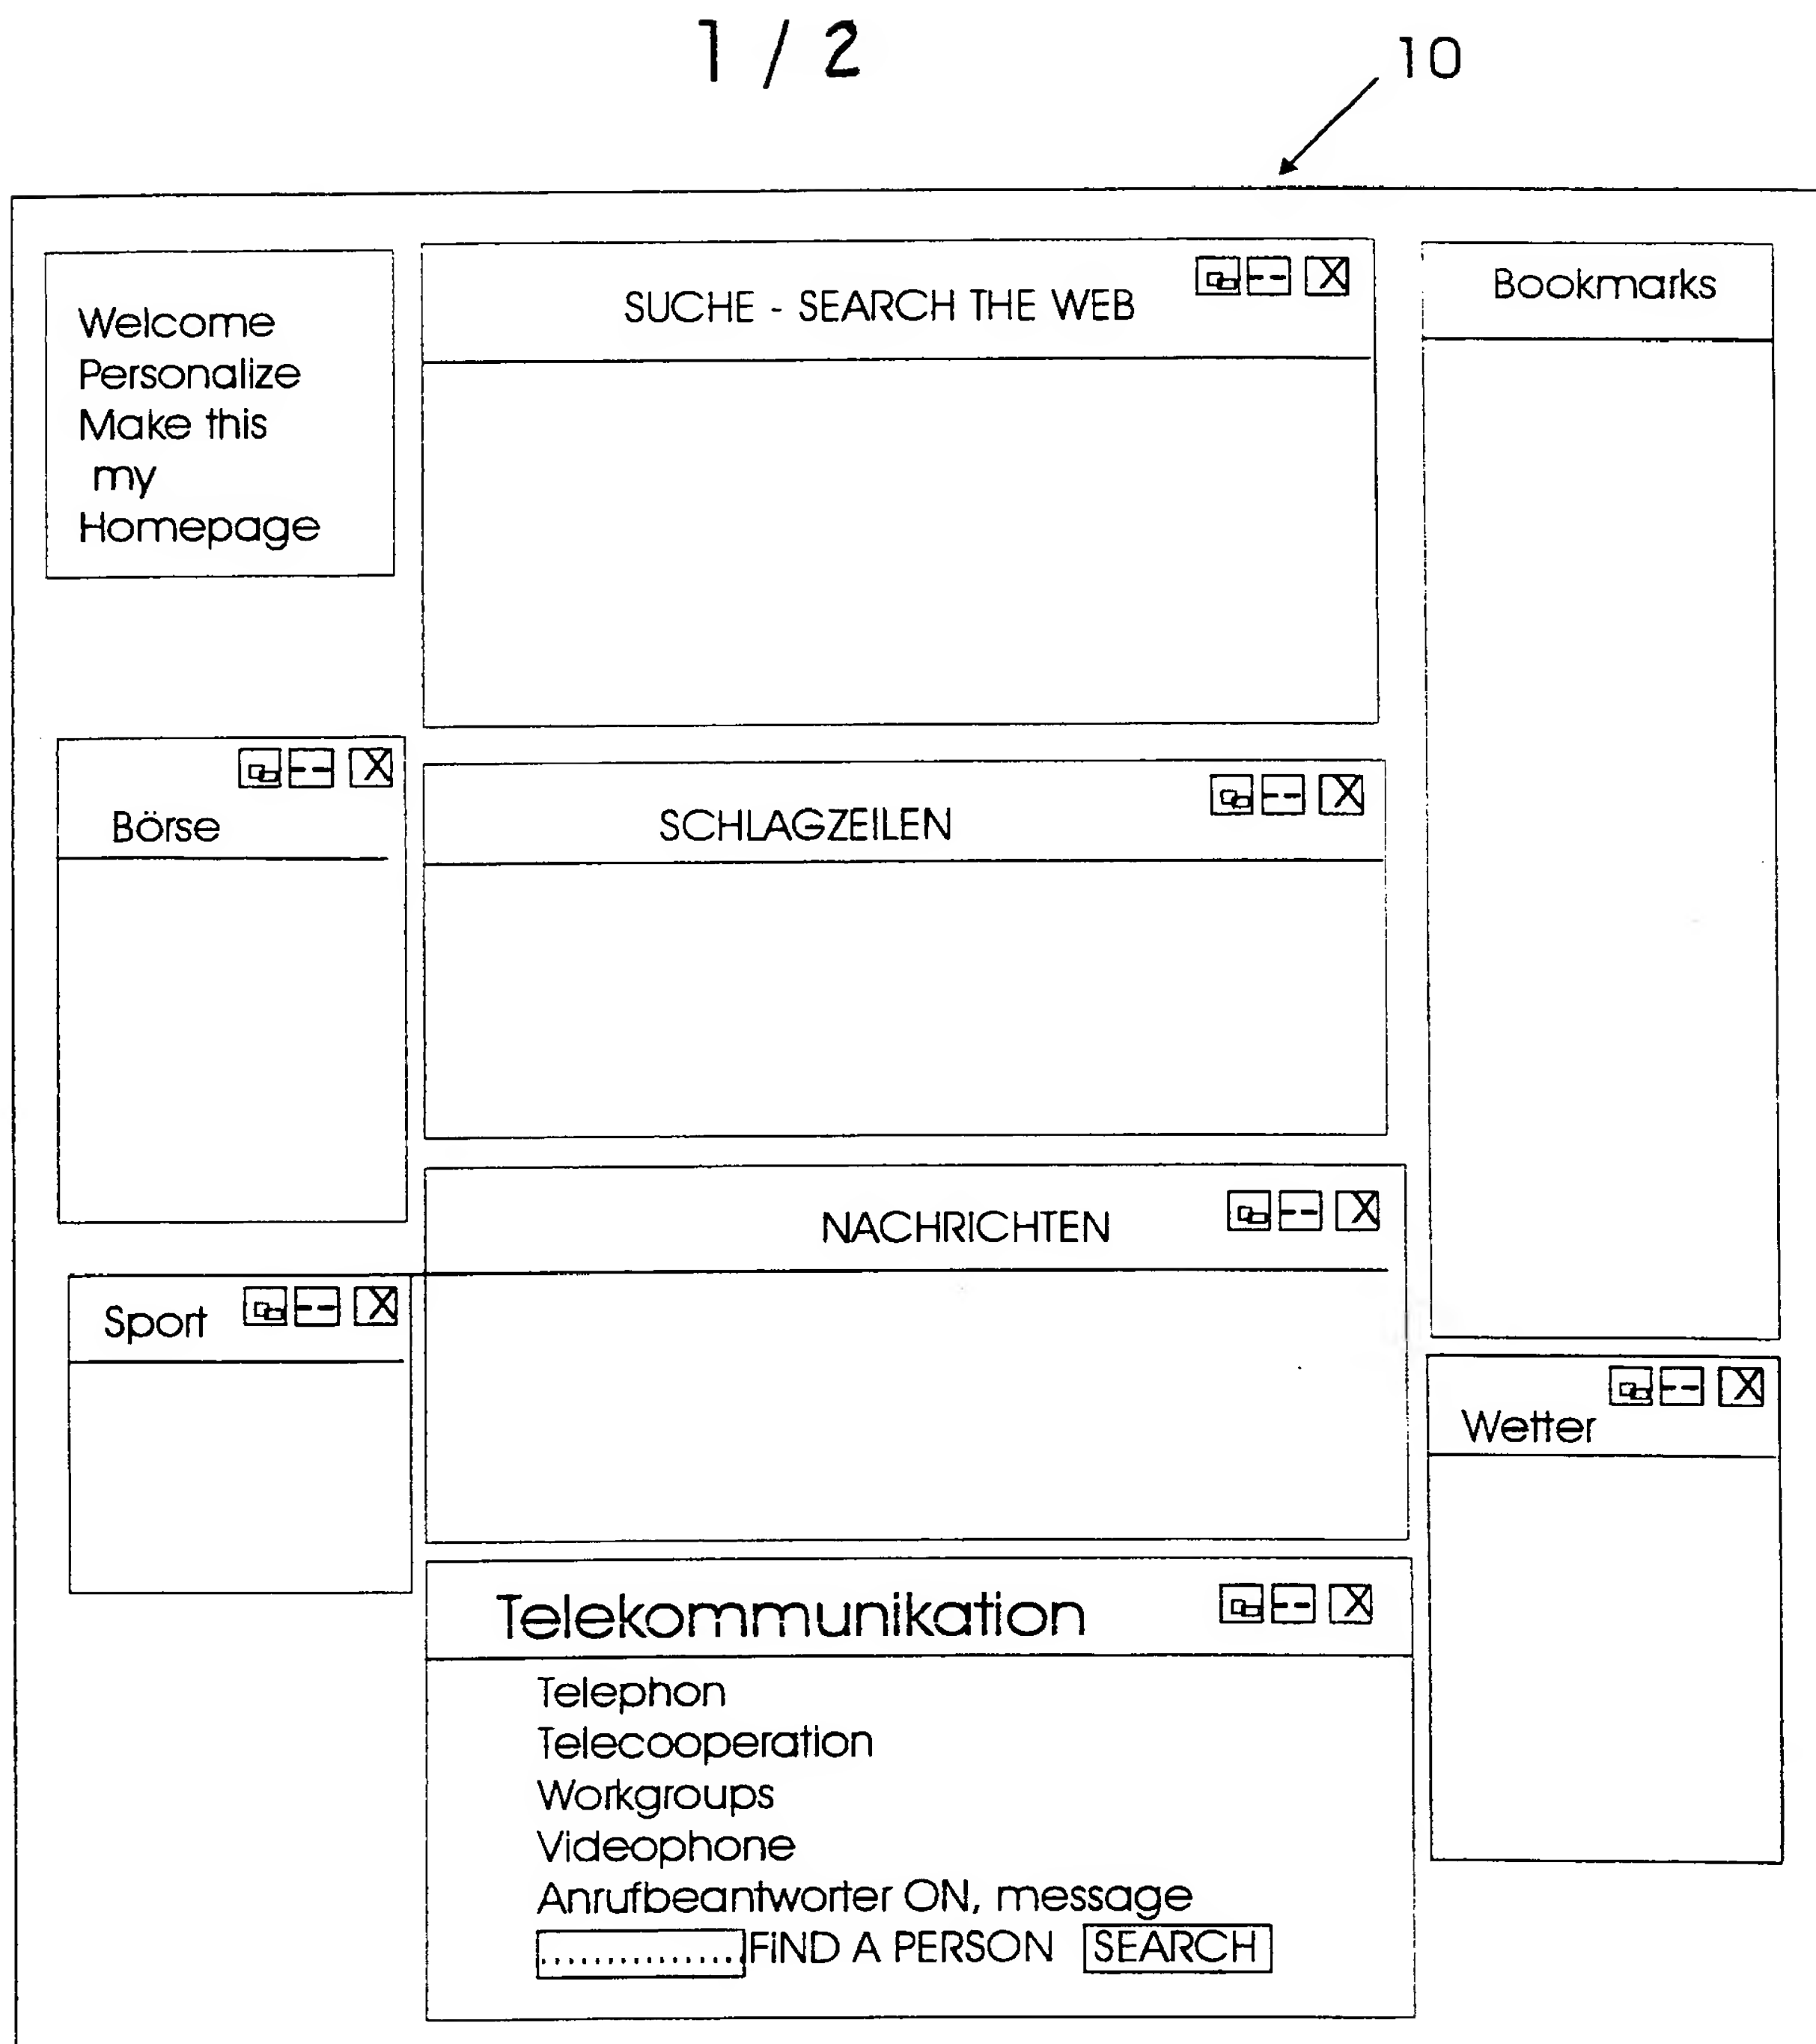 1 / 2
10
Welcome
Personalize
Make this
my
Homepage
SUCHE - SEARCH THE WEB
X
Bookmarks
X
Börse
SCHLAGZEILEN
X
NACHRICHTEN
X
Sport
X
X
Wetter
Telekommunikation
X
Telephon
Telecooperation
Workgroups
Videophone
Anrufbeantworter ON, message
...............FiND A PERSON SEARCH